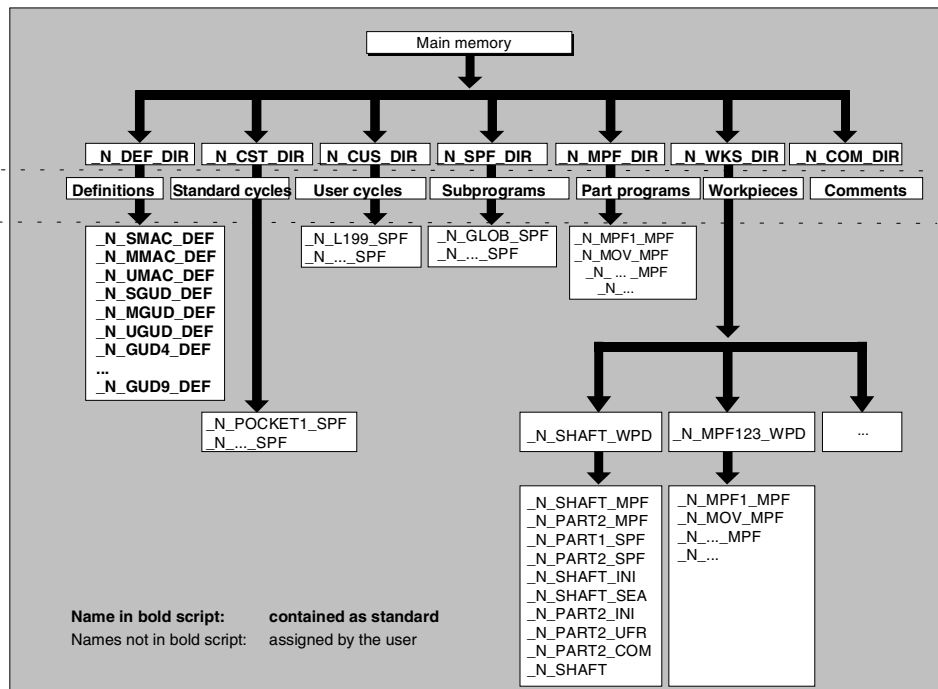 Main memory
_N_DEF_DIR
_N_CST_DIR
_N_CUS_DIR
_N_SPF_DIR
_N_MPF_DIR
_N_WKS_DIR
_N_COM_DIR
Definitions
Standard cycles
User cycles
Subprograms
Part programs
Workpieces
Comments
_N_SMAC_DEF
_N_MMAC_DEF
_N_UMAC_DEF
_N_SGUD_DEF
_N_MGUD_DEF
_N_UGUD_DEF
_N_GUD4_DEF
...
_N_GUD9_DEF
_N_L199_SPF
_N_..._SPF
_N_GLOB_SPF
_N_..._SPF
_N_MPF1_MPF
_N_MOV_MPF
_N_ ... _MPF
_N_...
_N_POCKET1_SPF
_N_..._SPF
_N_SHAFT_WPD
_N_MPF123_WPD
...
_N_SHAFT_MPF
_N_PART2_MPF
_N_PART1_SPF
_N_PART2_SPF
_N_SHAFT_INI
_N_SHAFT_SEA
_N_PART2_INI
_N_PART2_UFR
_N_PART2_COM
_N_SHAFT
_N_MPF1_MPF
_N_MOV_MPF
_N_..._MPF
_N_...
Name in bold script: contained as standard
Names not in bold script: assigned by the user